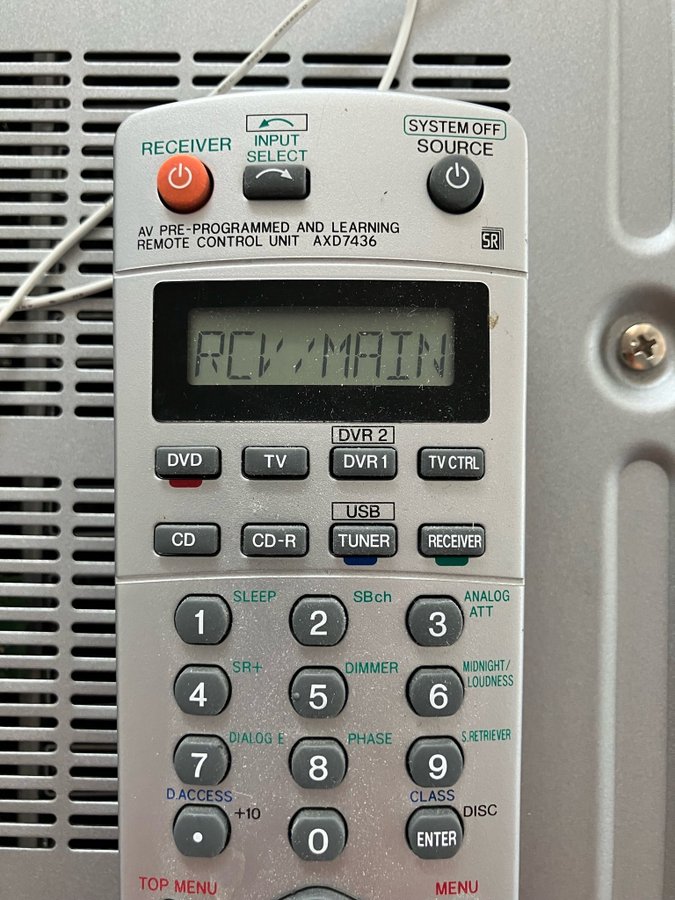 SYSTEM OFF
RECEIVER
INPUT
SELECT
SOURCE
AV PRE-PROGRAMMED AND LEARNING
REMOTE CONTROL UNIT AXD7436
SR
RCV/MAIN
DVR 2
DVD
TV
DVR 1
TV CTRL
USB
CD
CD-R
TUNER
RECEIVER
SLEEP
SBch
ANALOG
ATT
1
2
3
SR+
DIMMER
MIDNIGHT/
LOUDNESS
4
5
6
DIALOG E
PHASE
S.RETRIEVER
7
8
9
D.ACCESS
+10
CLASS
DISC
•
0
ENTER
TOP MENU
MENU